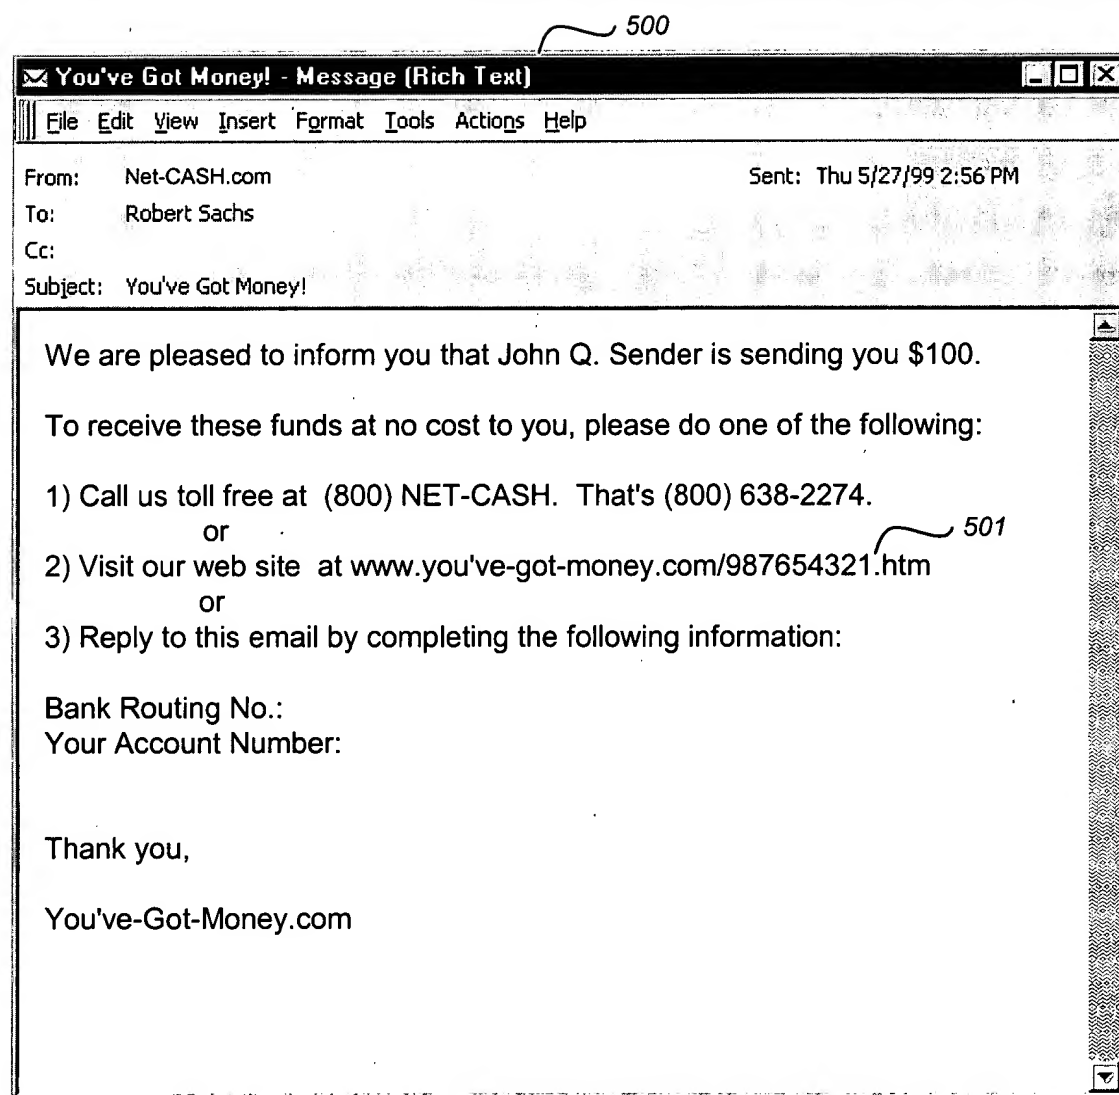 500
You've Got Money! - Message (Rich Text)
File Edit View Insert Format Tools Actions Help
From: Net-CASH.com Sent: Thu 5/27/99 2:56 PM
To: Robert Sachs
Cc:
Subject: You've Got Money!
We are pleased to inform you that John Q. Sender is sending you $100.
To receive these funds at no cost to you, please do one of the following:
1) Call us toll free at (800) NET-CASH. That's (800) 638-2274.
or
501
2) Visit our web site at www.you've-got-money.com/987654321.htm
or
3) Reply to this email by completing the following information:
Bank Routing No.:
Your Account Number:
Thank you,
You've-Got-Money.com